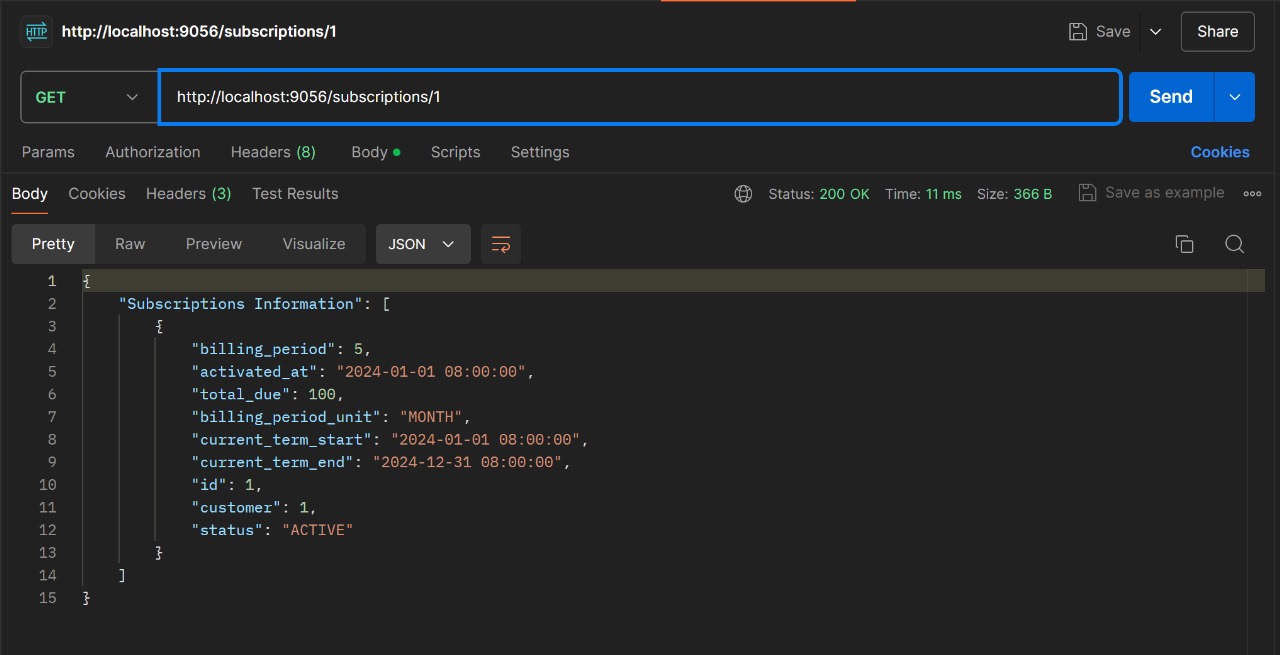 HTTP http://localhost:9056/subscriptions/1 Save Share
GET http://localhost:9056/subscriptions/1 Send
Params Authorization Headers (8) Body Scripts Settings Cookies
Body Cookies Headers (3) Test Results Status: 200 OK Time: 11 ms Size: 366 B Save as example
Pretty Raw Preview Visualize JSON
1 {
2 "Subscriptions Information": [
3 {
4 "billing_period": 5,
5 "activated_at": "2024-01-01 08:00:00",
6 "total_due": 100,
7 "billing_period_unit": "MONTH",
8 "current_term_start": "2024-01-01 08:00:00",
9 "current_term_end": "2024-12-31 08:00:00",
10 "id": 1,
11 "customer": 1,
12 "status": "ACTIVE"
13 }
14 ]
15 }